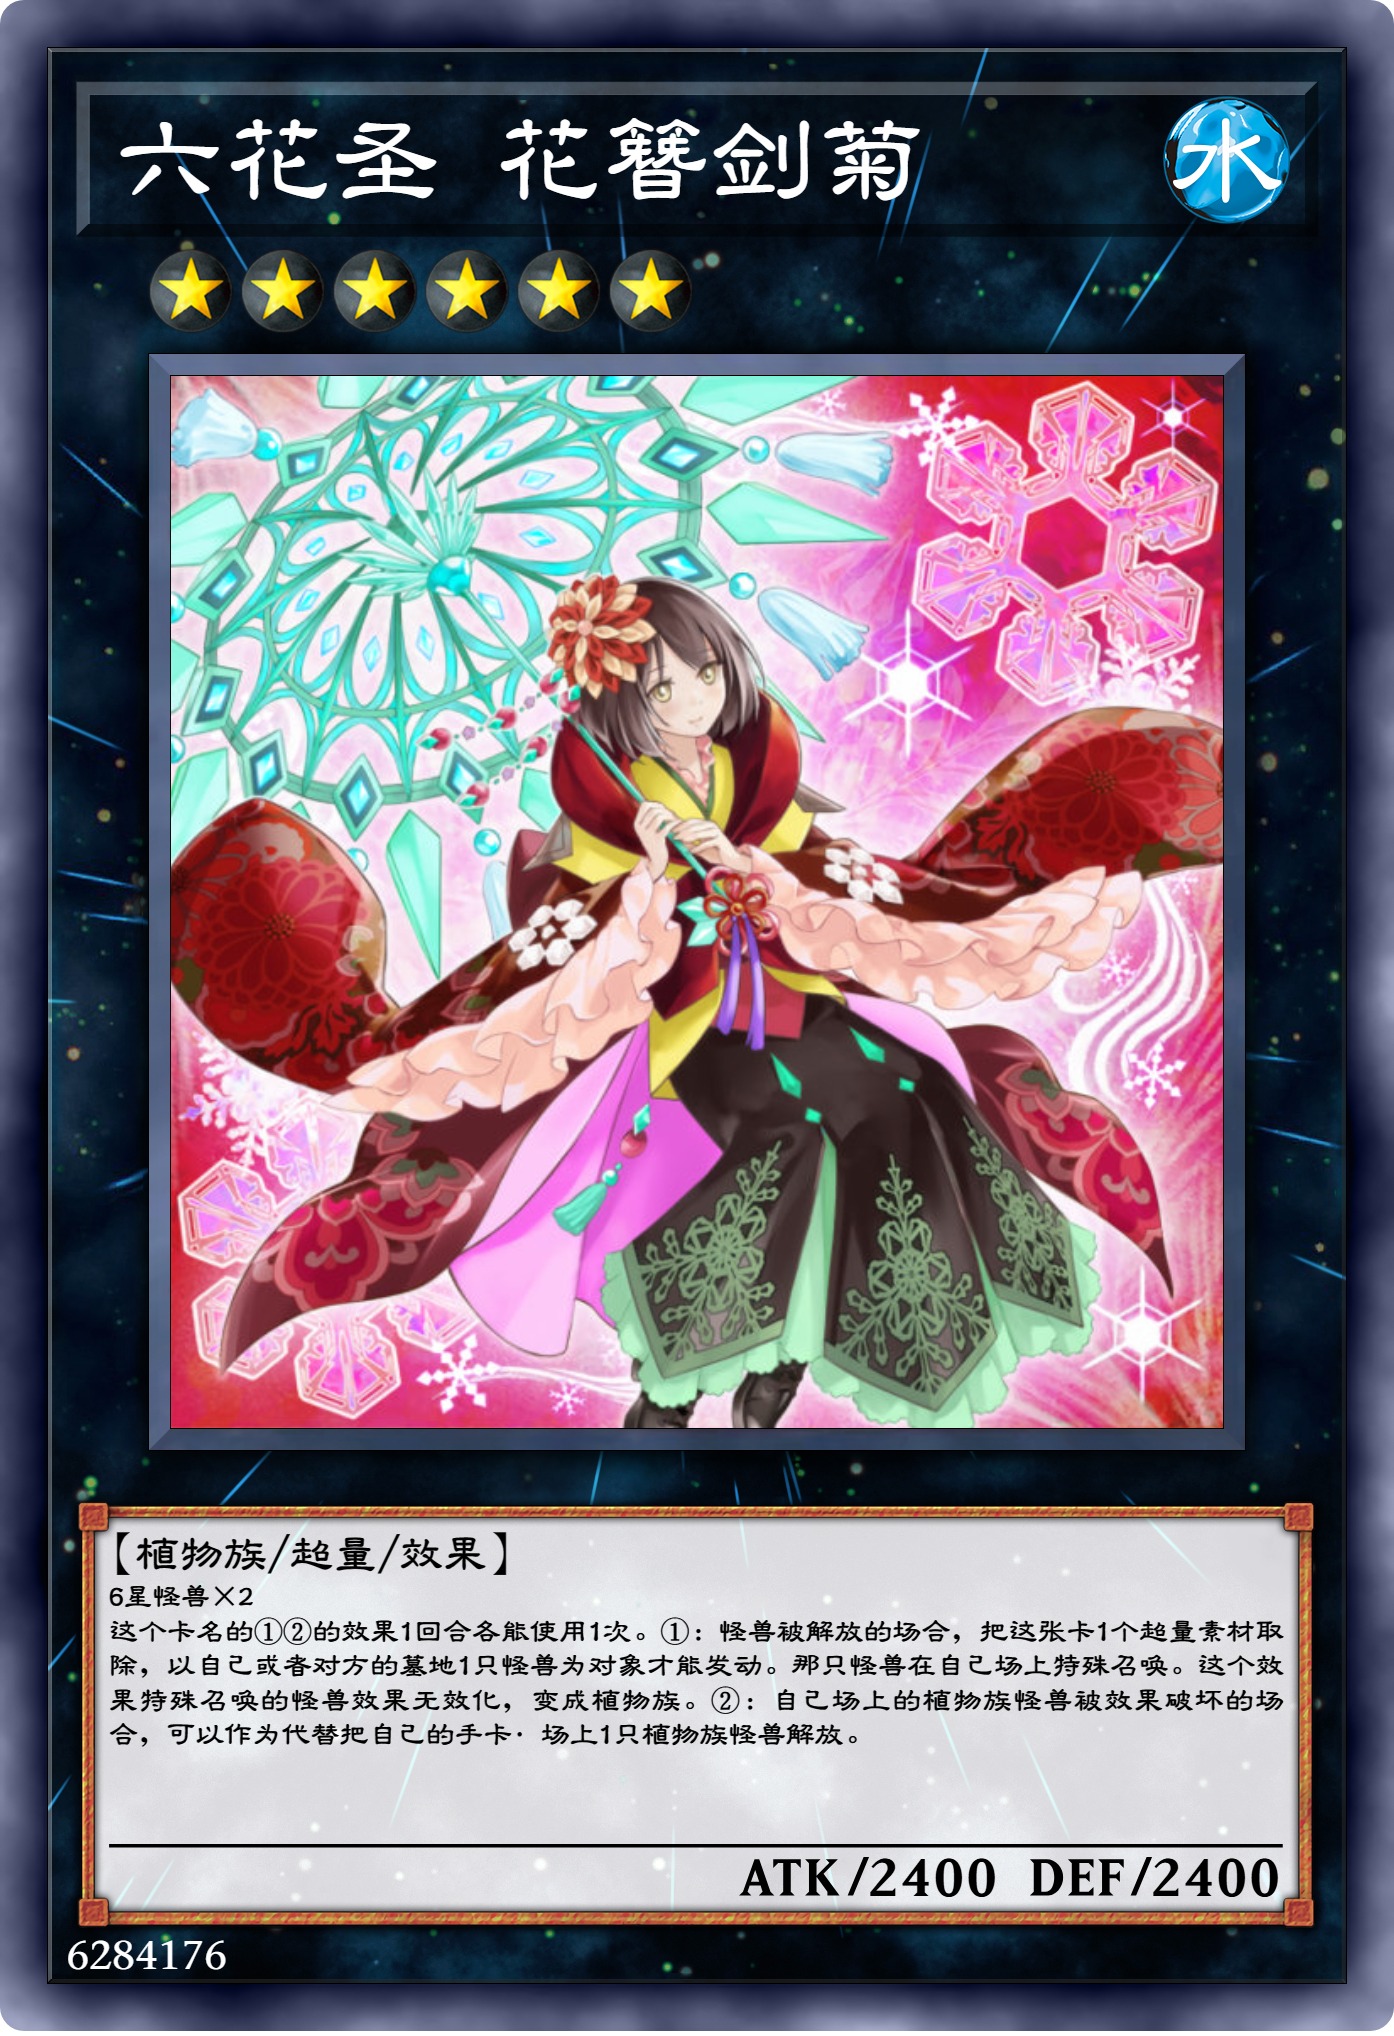 六花圣 花簪剑菊
水
【植物族/超量/效果】
6星怪兽×2
这个卡名的①②的效果1回合各能使用1次。①：怪兽被解放的场合，把这张卡1个超量素材取
除，以自己或者对方的墓地1只怪兽为对象才能发动。那只怪兽在自己场上特殊召唤。这个效
果特殊召唤的怪兽效果无效化，变成植物族。②：自己场上的植物族怪兽被效果破坏的场
合，可以作为代替把自己的手卡·场上1只植物族怪兽解放。
ATK/2400 DEF/2400
6284176